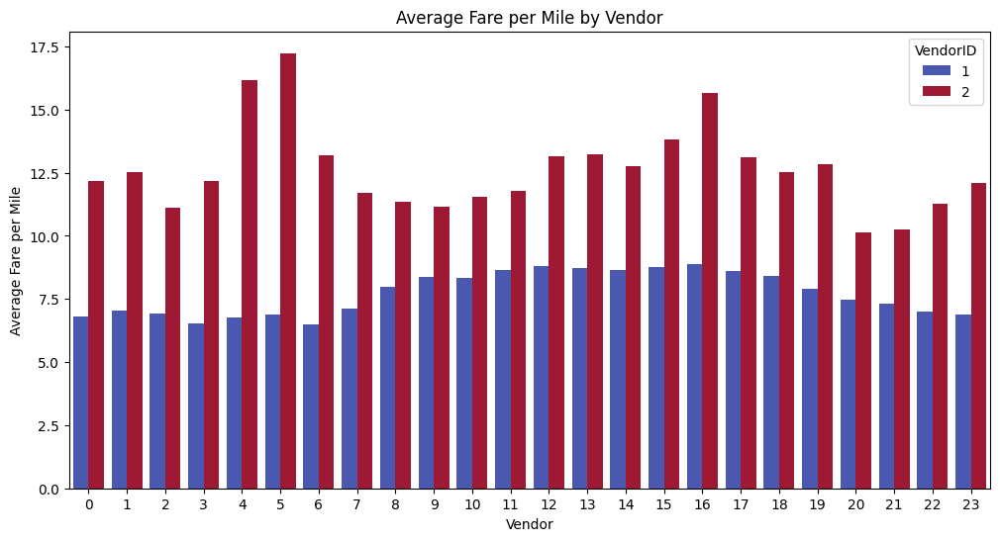 Average Fare per Mile by Vendor
17.5
15.0
12.5
10.0
7.5
5.0
2.5
0.0
Average Fare per Mile
VendorID
1
2
0 1 2 3 4 5 6 7 8 9 10 11 12 13 14 15 16 17 18 19 20 21 22 23
Vendor